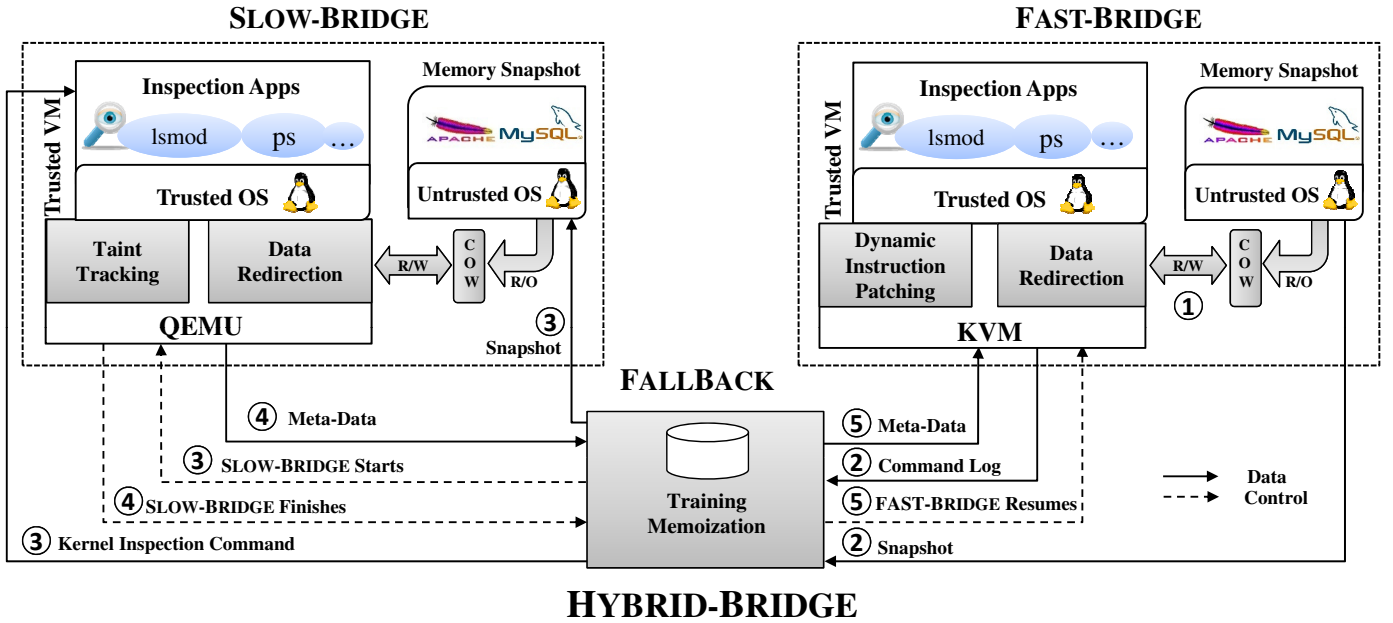 SLOW-BRIDGE
Trusted VM
Inspection Apps
lsmod
ps
...
Trusted OS
Taint
Tracking
Data
Redirection
QEMU
Memory Snapshot
APACHE
MySQL
Untrusted OS
R/W
COW
R/O
FAST-BRIDGE
Trusted VM
Inspection Apps
lsmod
ps
...
Trusted OS
Dynamic
Instruction
Patching
Data
Redirection
KVM
Memory Snapshot
APACHE
MySQL
Untrusted OS
R/W
COW
R/O
①
③
Snapshot
FALLBACK
Training
Memoization
④ Meta-Data
③ SLOW-BRIDGE Starts
④ SLOW-BRIDGE Finishes
③ Kernel Inspection Command
⑤ Meta-Data
② Command Log
⑤ FAST-BRIDGE Resumes
② Snapshot
Data
Control
HYBRID-BRIDGE